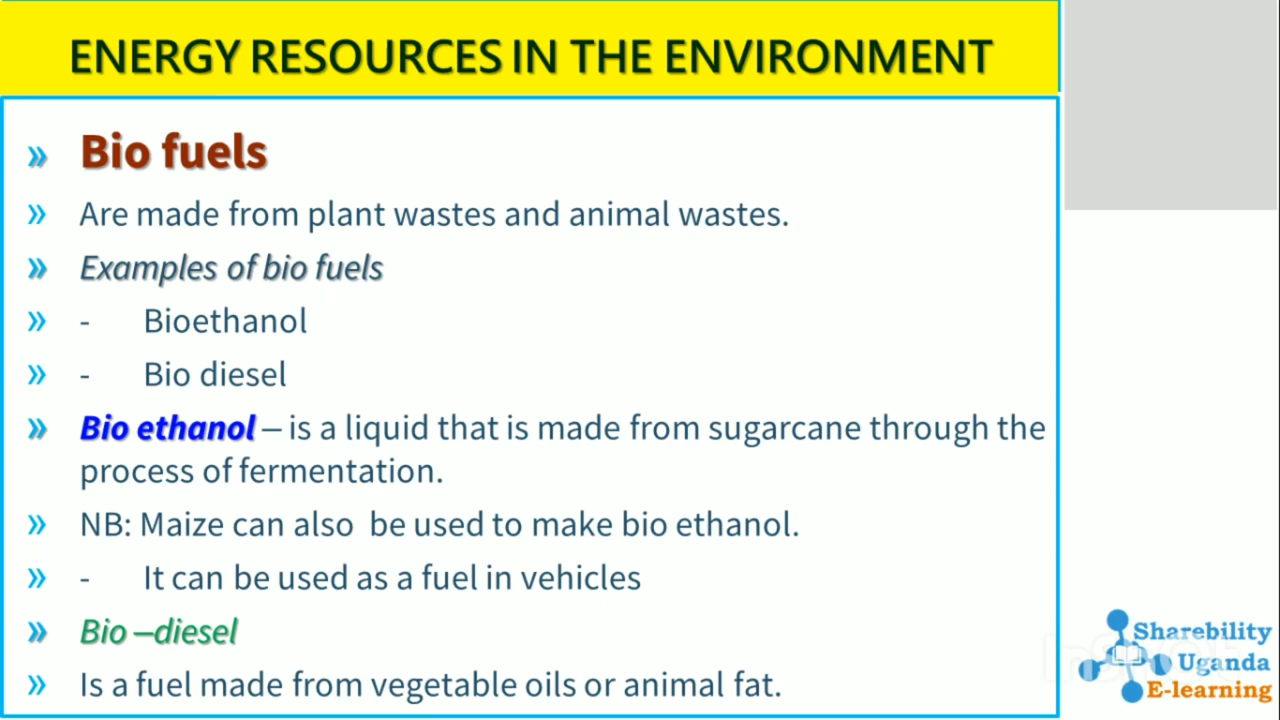 ENERGY RESOURCES IN THE ENVIRONMENT
» Bio fuels
» Are made from plant wastes and animal wastes.
» Examples of bio fuels
» - Bioethanol
» - Bio diesel
» Bio ethanol – is a liquid that is made from sugarcane through the
process of fermentation.
» NB: Maize can also be used to make bio ethanol.
» - It can be used as a fuel in vehicles
» Bio –diesel
» Is a fuel made from vegetable oils or animal fat.
Sharebility
Uganda
E-learning